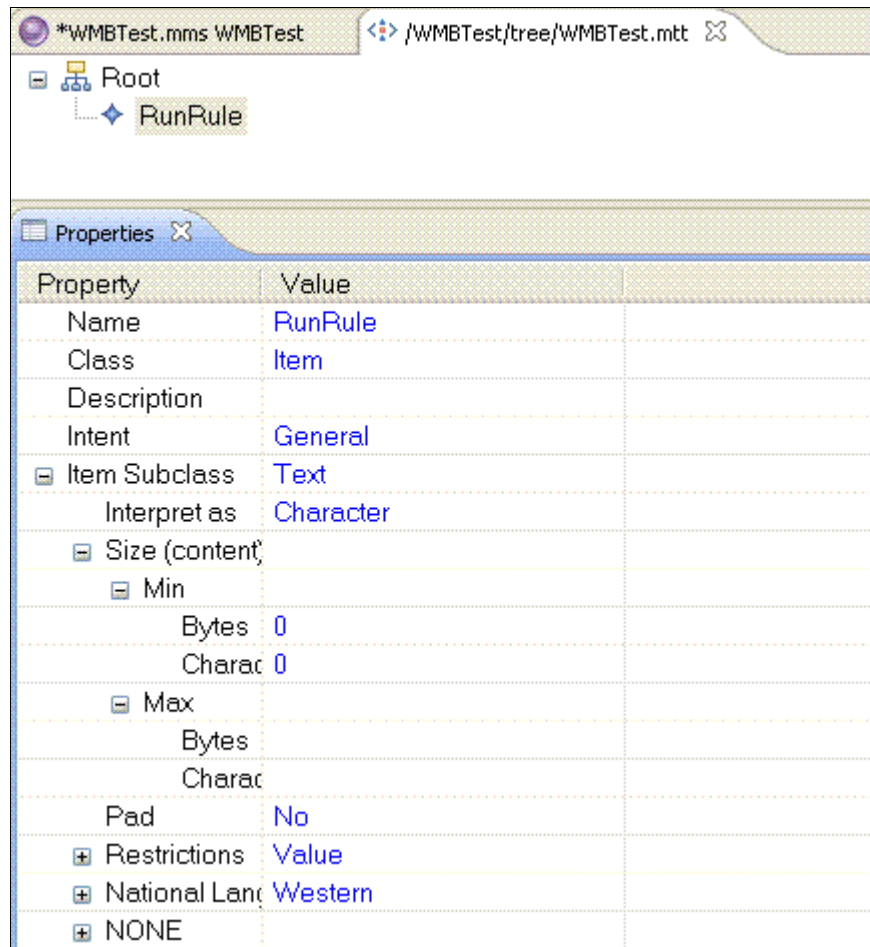 *WMBTest.mms WMBTest /WMBTest/tree/WMBTest.mtt
Root
RunRule
Properties
Property Value
Name RunRule
Class Item
Description
Intent General
Item Subclass Text
Interpret as Character
Size (content)
Min
Bytes 0
Charac 0
Max
Bytes
Charac
Pad No
Restrictions Value
National Lang Western
NONE